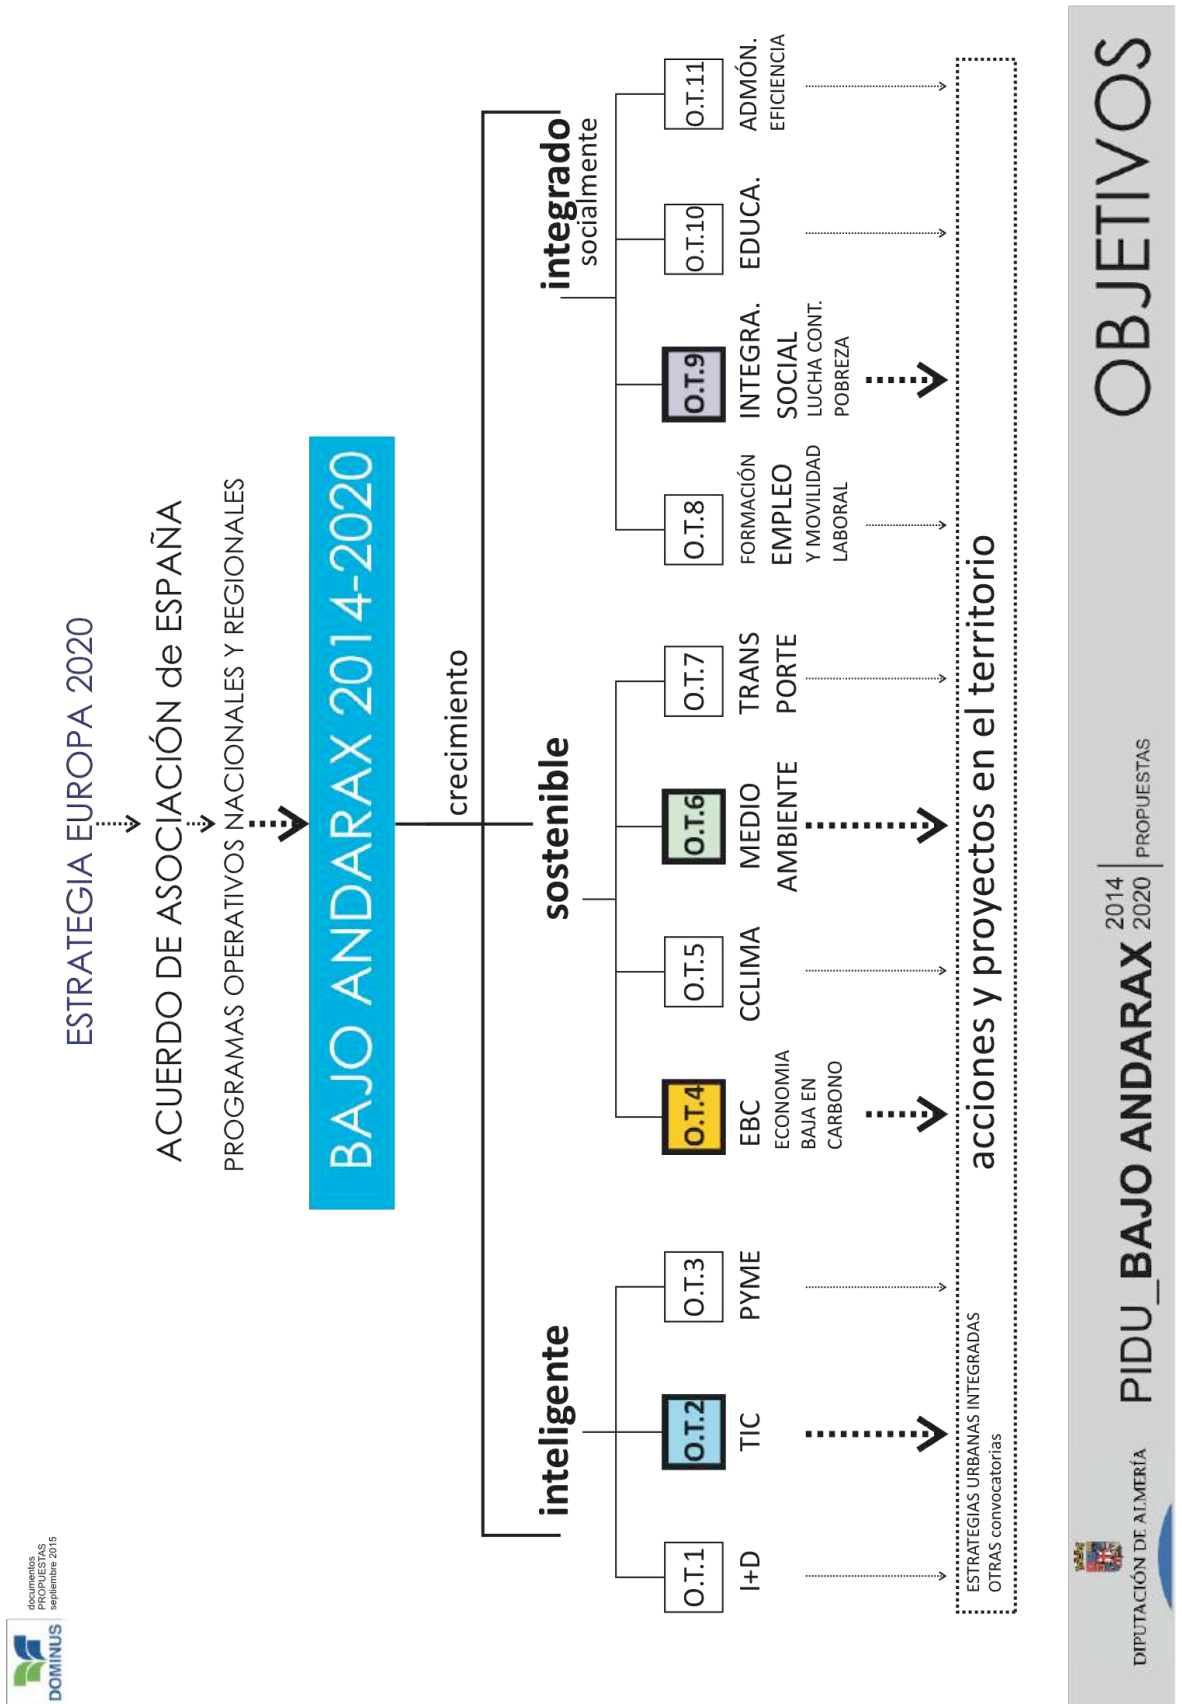 DOMINUS
documentos
PROPUESTAS
septiembre 2015
ESTRATEGIA EUROPA 2020
ACUERDO DE ASOCIACIÓN de ESPAÑA
PROGRAMAS OPERATIVOS NACIONALES Y REGIONALES
BAJO ANDARAX 2014-2020
crecimiento
inteligente
sostenible
integrado
socialmente
O.T.1
I+D
O.T.2
TIC
O.T.3
PYME
O.T.4
EBC
ECONOMIA
BAJA EN
CARBONO
O.T.5
CCLIMA
O.T.6
MEDIO
AMBIENTE
O.T.7
TRANS
PORTE
O.T.8
FORMACIÓN
EMPLEO
Y MOVILIDAD
LABORAL
O.T.9
INTEGRA.
SOCIAL
LUCHA CONT.
POBREZA
O.T.10
EDUCA.
O.T.11
ADMÓN.
EFICIENCIA
ESTRATEGIAS URBANAS INTEGRADAS
OTRAS convocatorias
acciones y proyectos en el territorio
DIPUTACIÓN DE ALMERÍA
PIDU_BAJO ANDARAX
2014
2020
PROPUESTAS
OBJETIVOS